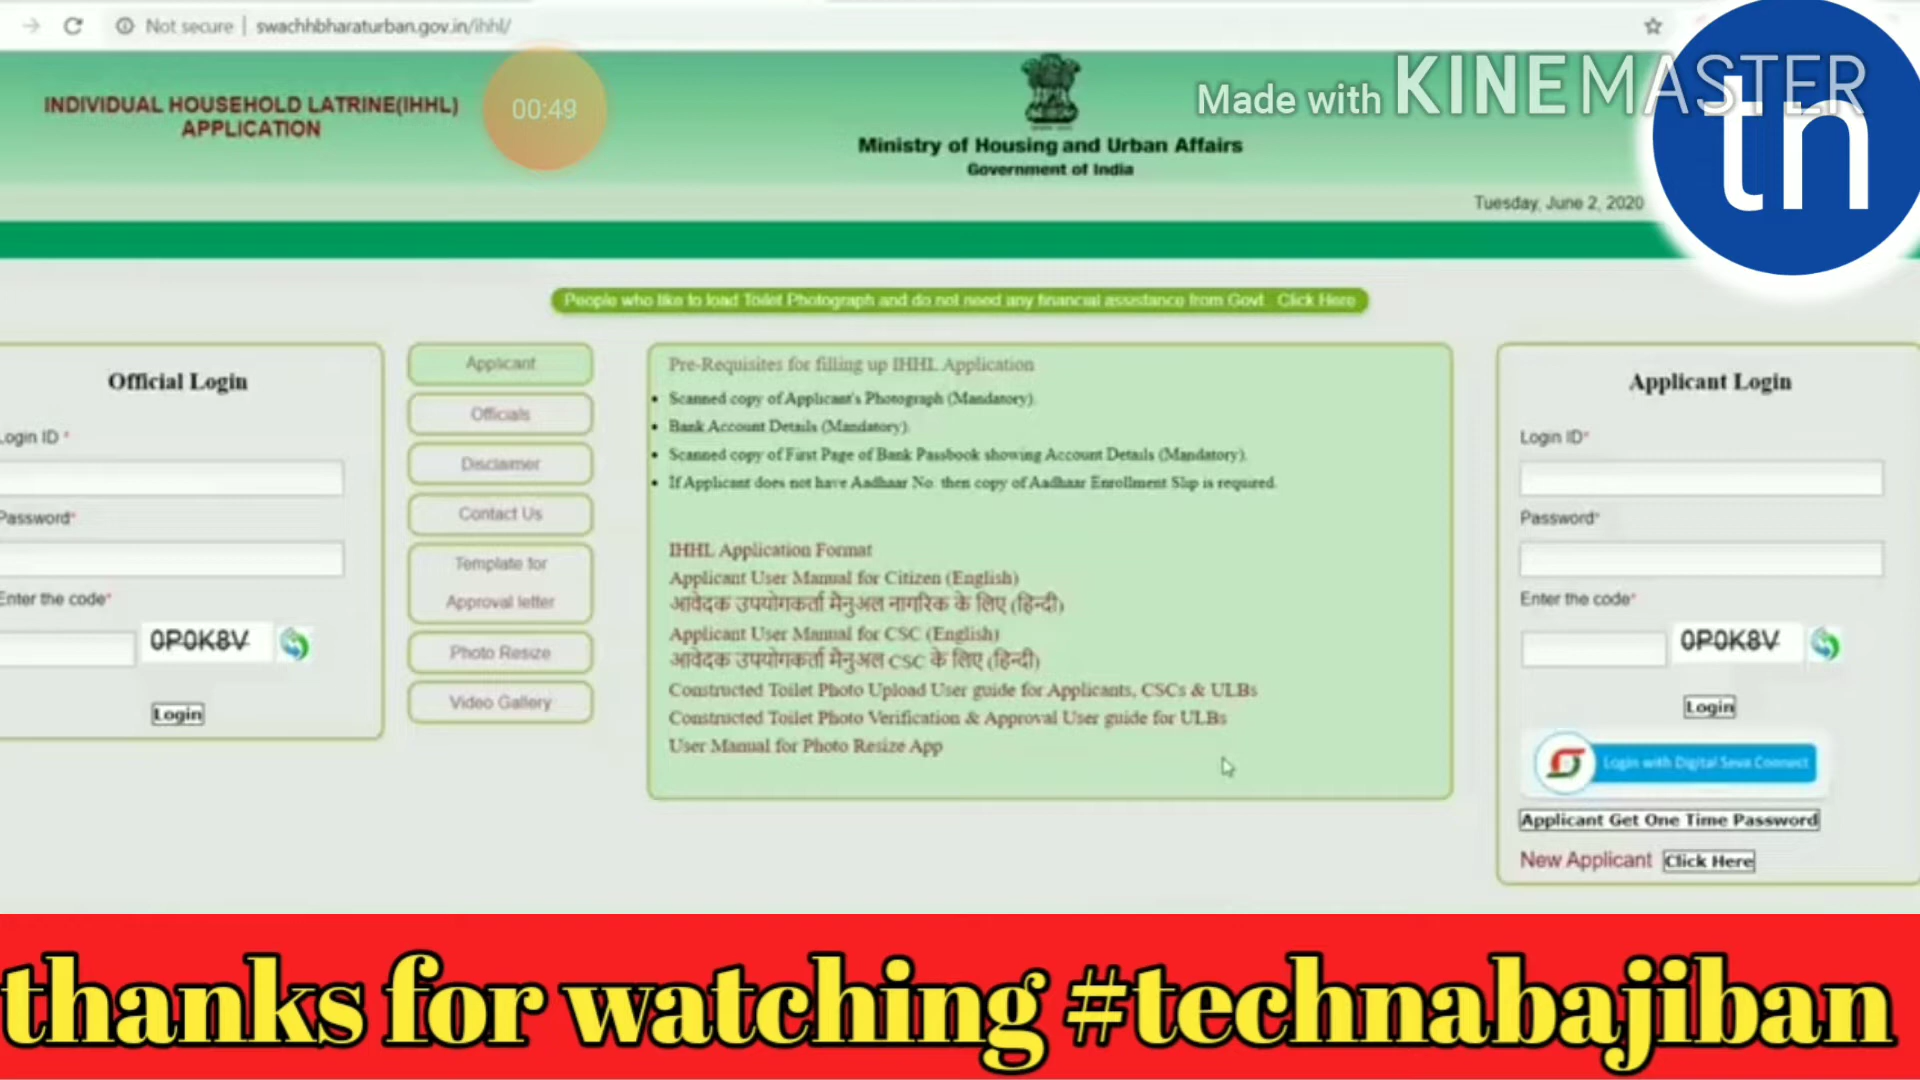 Not secure | swachhbharaturban.gov.in/ihhl/
Made with KINEMASTER
tn
INDIVIDUAL HOUSEHOLD LATRINE(IHHL)
APPLICATION
00:49
Ministry of Housing and Urban Affairs
Government of India
Tuesday, June 2, 2020
People who like to load Toilet Photograph and do not need any financial assistance from Govt. Click Here
Official Login
Login ID *
Password*
Enter the code*
0P0K8V
Login
Applicant
Officials
Disclaimer
Contact Us
Template for
Approval letter
Photo Resize
Video Gallery
Pre-Requisites for filling up IHHL Application
• Scanned copy of Applicant's Photograph (Mandatory).
• Bank Account Details (Mandatory).
• Scanned copy of First Page of Bank Passbook showing Account Details (Mandatory).
• If Applicant does not have Aadhaar No. then copy of Aadhaar Enrollment Slip is required.
IHHL Application Format
Applicant User Manual for Citizen (English)
आवेदक उपयोगकर्ता मेनुअल नागरिक के लिए (हिन्दी)
Applicant User Manual for CSC (English)
आवेदक उपयोगकर्ता मेनुअल CSC के लिए (हिन्दी)
Constructed Toilet Photo Upload User guide for Applicants, CSCs & ULBs
Constructed Toilet Photo Verification & Approval User guide for ULBs
User Manual for Photo Resize App
Applicant Login
Login ID*
Password*
Enter the code*
0P0K8V
Login
Login with Digital Seva Connect
Applicant Get One Time Password
New Applicant Click Here
thanks for watching #technabajiban